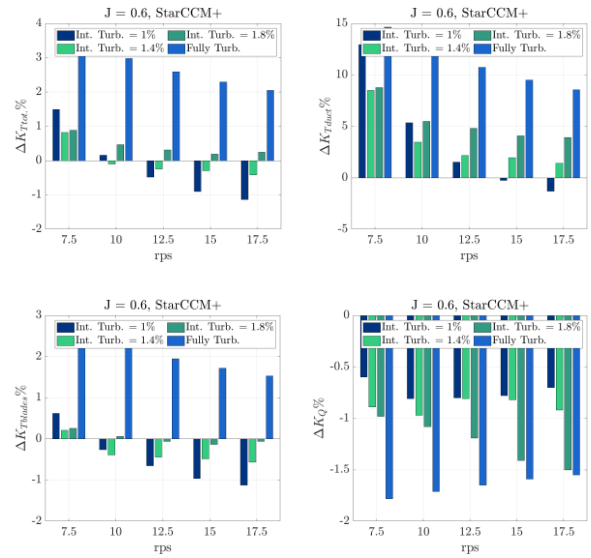 J = 0.6, StarCCM+
Int. Turb. = 1% Int. Turb. = 1.8%
Int. Turb. = 1.4% Fully Turb.
4
3
2
1
0
-1
-2
ΔK_{Ttot.}%
7.5 10 12.5 15 17.5
rps
J = 0.6, StarCCM+
Int. Turb. = 1% Int. Turb. = 1.8%
Int. Turb. = 1.4% Fully Turb.
15
10
5
0
-5
ΔK_{Tduct}%
7.5 10 12.5 15 17.5
rps
J = 0.6, StarCCM+
Int. Turb. = 1% Int. Turb. = 1.8%
Int. Turb. = 1.4% Fully Turb.
3
2
1
0
-1
-2
ΔK_{Tblades}%
7.5 10 12.5 15 17.5
rps
J = 0.6, StarCCM+
Int. Turb. = 1% Int. Turb. = 1.8%
Int. Turb. = 1.4% Fully Turb.
0
-0.5
-1
-1.5
-2
ΔK_Q%
7.5 10 12.5 15 17.5
rps